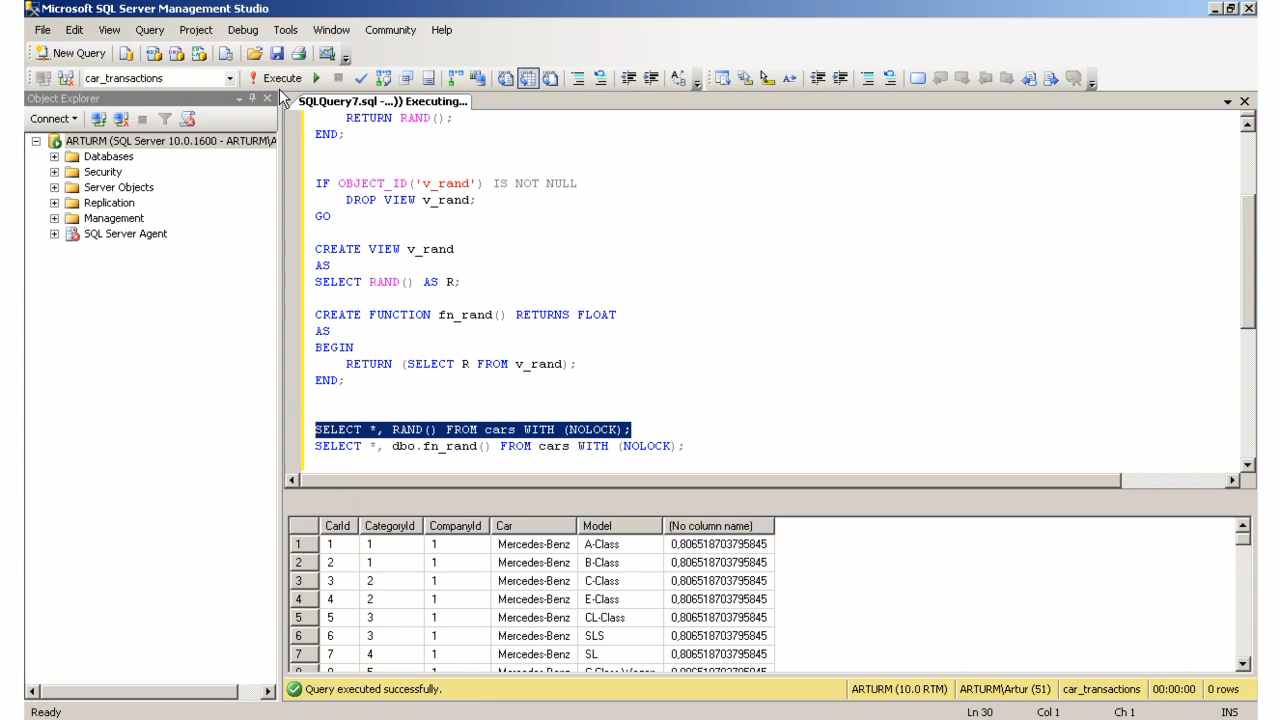 Microsoft SQL Server Management Studio
File Edit View Query Project Debug Tools Window Community Help
New Query
car_transactions Execute
Object Explorer
SQLQuery7.sql -...)) Executing...
Connect
ARTURM (SQL Server 10.0.1600 - ARTURM\A
Databases
Security
Server Objects
Replication
Management
SQL Server Agent
RETURN RAND();
END;
IF OBJECT_ID('v_rand') IS NOT NULL
DROP VIEW v_rand;
GO
CREATE VIEW v_rand
AS
SELECT RAND() AS R;
CREATE FUNCTION fn_rand() RETURNS FLOAT
AS
BEGIN
RETURN (SELECT R FROM v_rand);
END;
SELECT *, RAND() FROM cars WITH (NOLOCK);
SELECT *, dbo.fn_rand() FROM cars WITH (NOLOCK);
CarId CategoryId CompanyId Car Model (No column name)
1 1 1 1 Mercedes-Benz A-Class 0,806518703795845
2 2 1 1 Mercedes-Benz B-Class 0,806518703795845
3 3 2 1 Mercedes-Benz C-Class 0,806518703795845
4 4 2 1 Mercedes-Benz E-Class 0,806518703795845
5 5 3 1 Mercedes-Benz CL-Class 0,806518703795845
6 6 3 1 Mercedes-Benz SLS 0,806518703795845
7 7 4 1 Mercedes-Benz SL 0,806518703795845
Query executed successfully. ARTURM (10.0 RTM) ARTURM\Artur (51) car_transactions 00:00:00 0 rows
Ready Ln 30 Col 1 Ch 1 INS